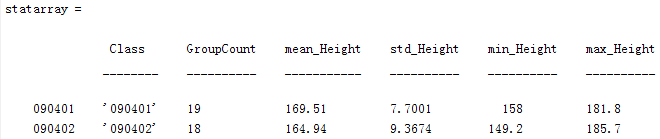 statarray =
Class GroupCount mean_Height std_Height min_Height max_Height
________ __________ ___________ __________ __________ __________
090401 '090401' 19 169.51 7.7001 158 181.8
090402 '090402' 18 164.94 9.3674 149.2 185.7